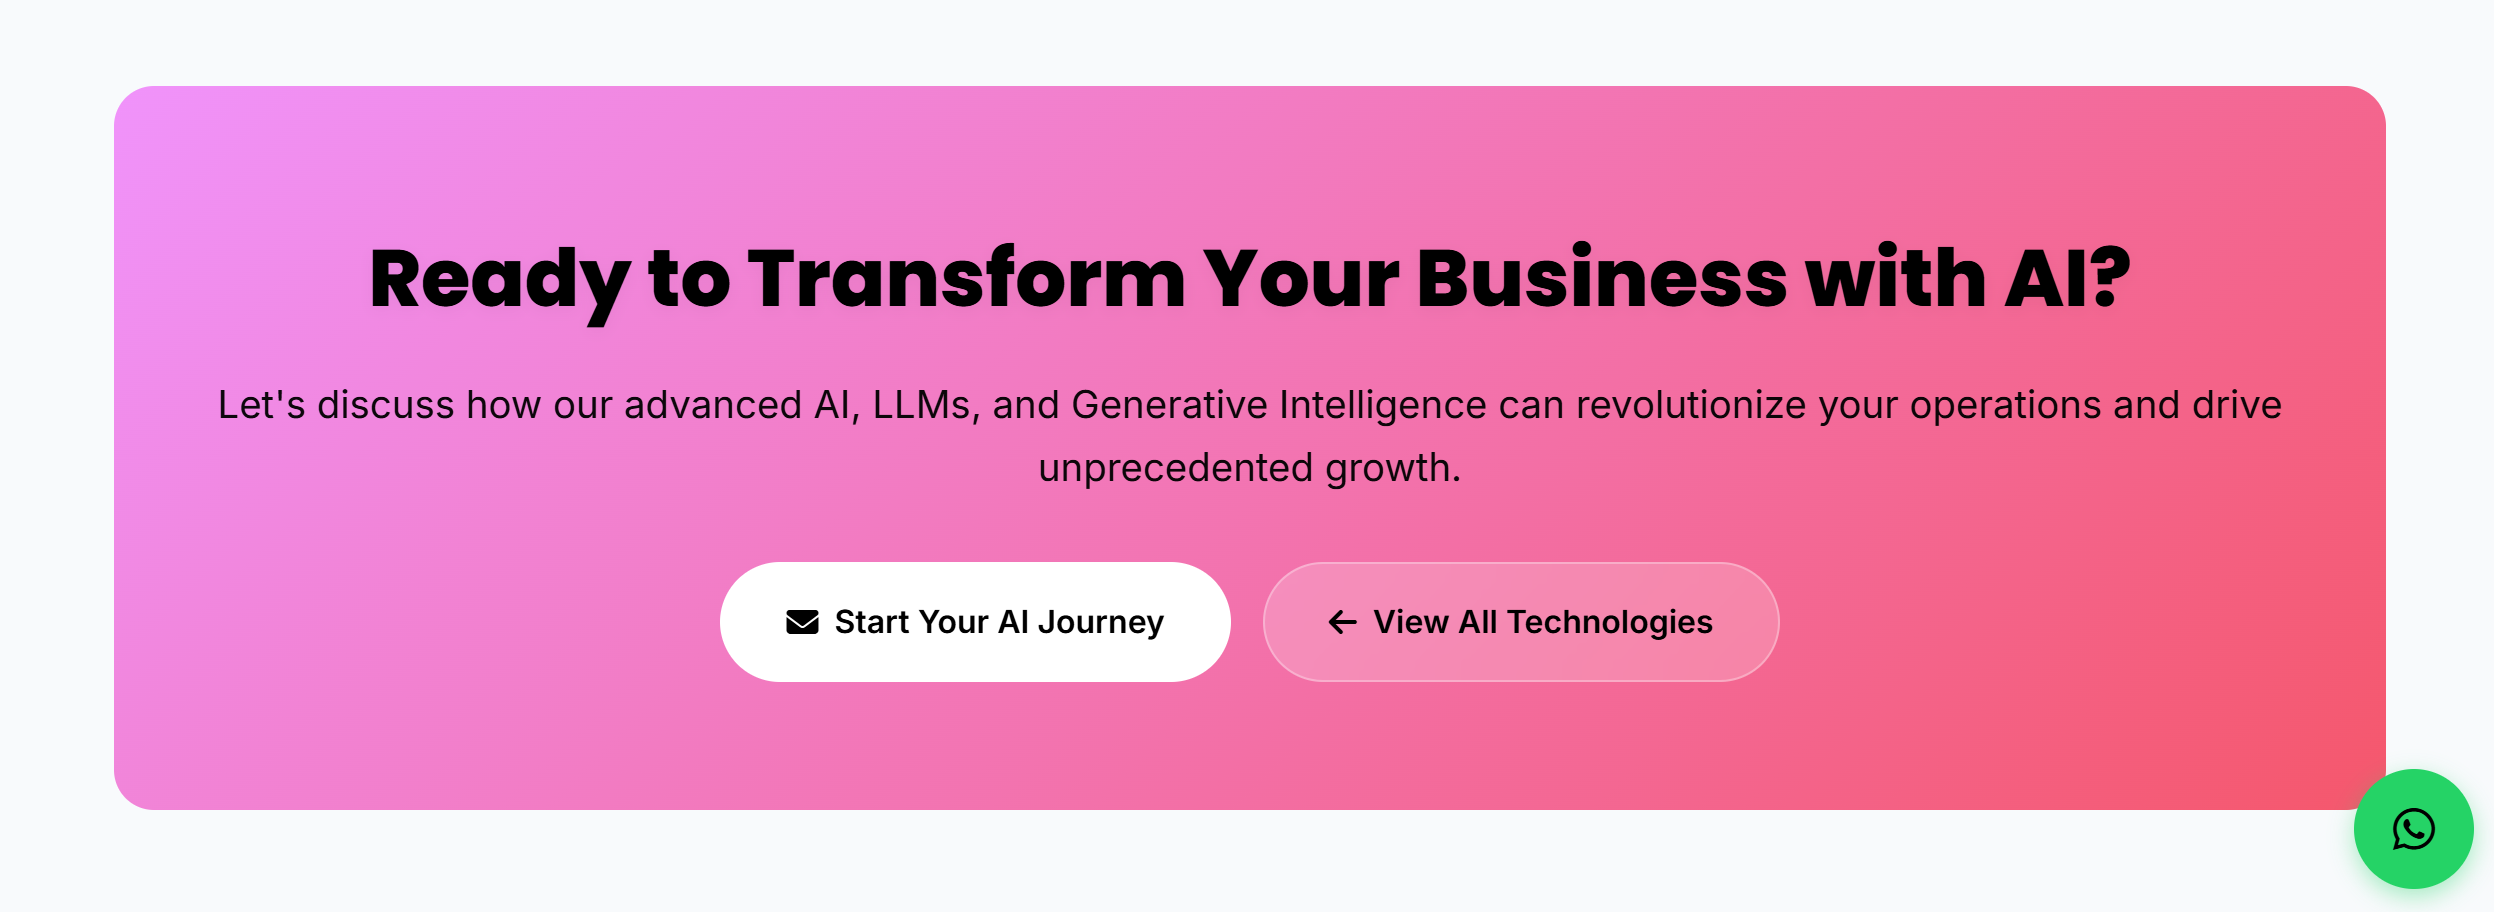 Ready to Transform Your Business with AI?
Let's discuss how our advanced AI, LLMs, and Generative Intelligence can revolutionize your operations and drive
unprecedented growth.
Start Your AI Journey
View All Technologies